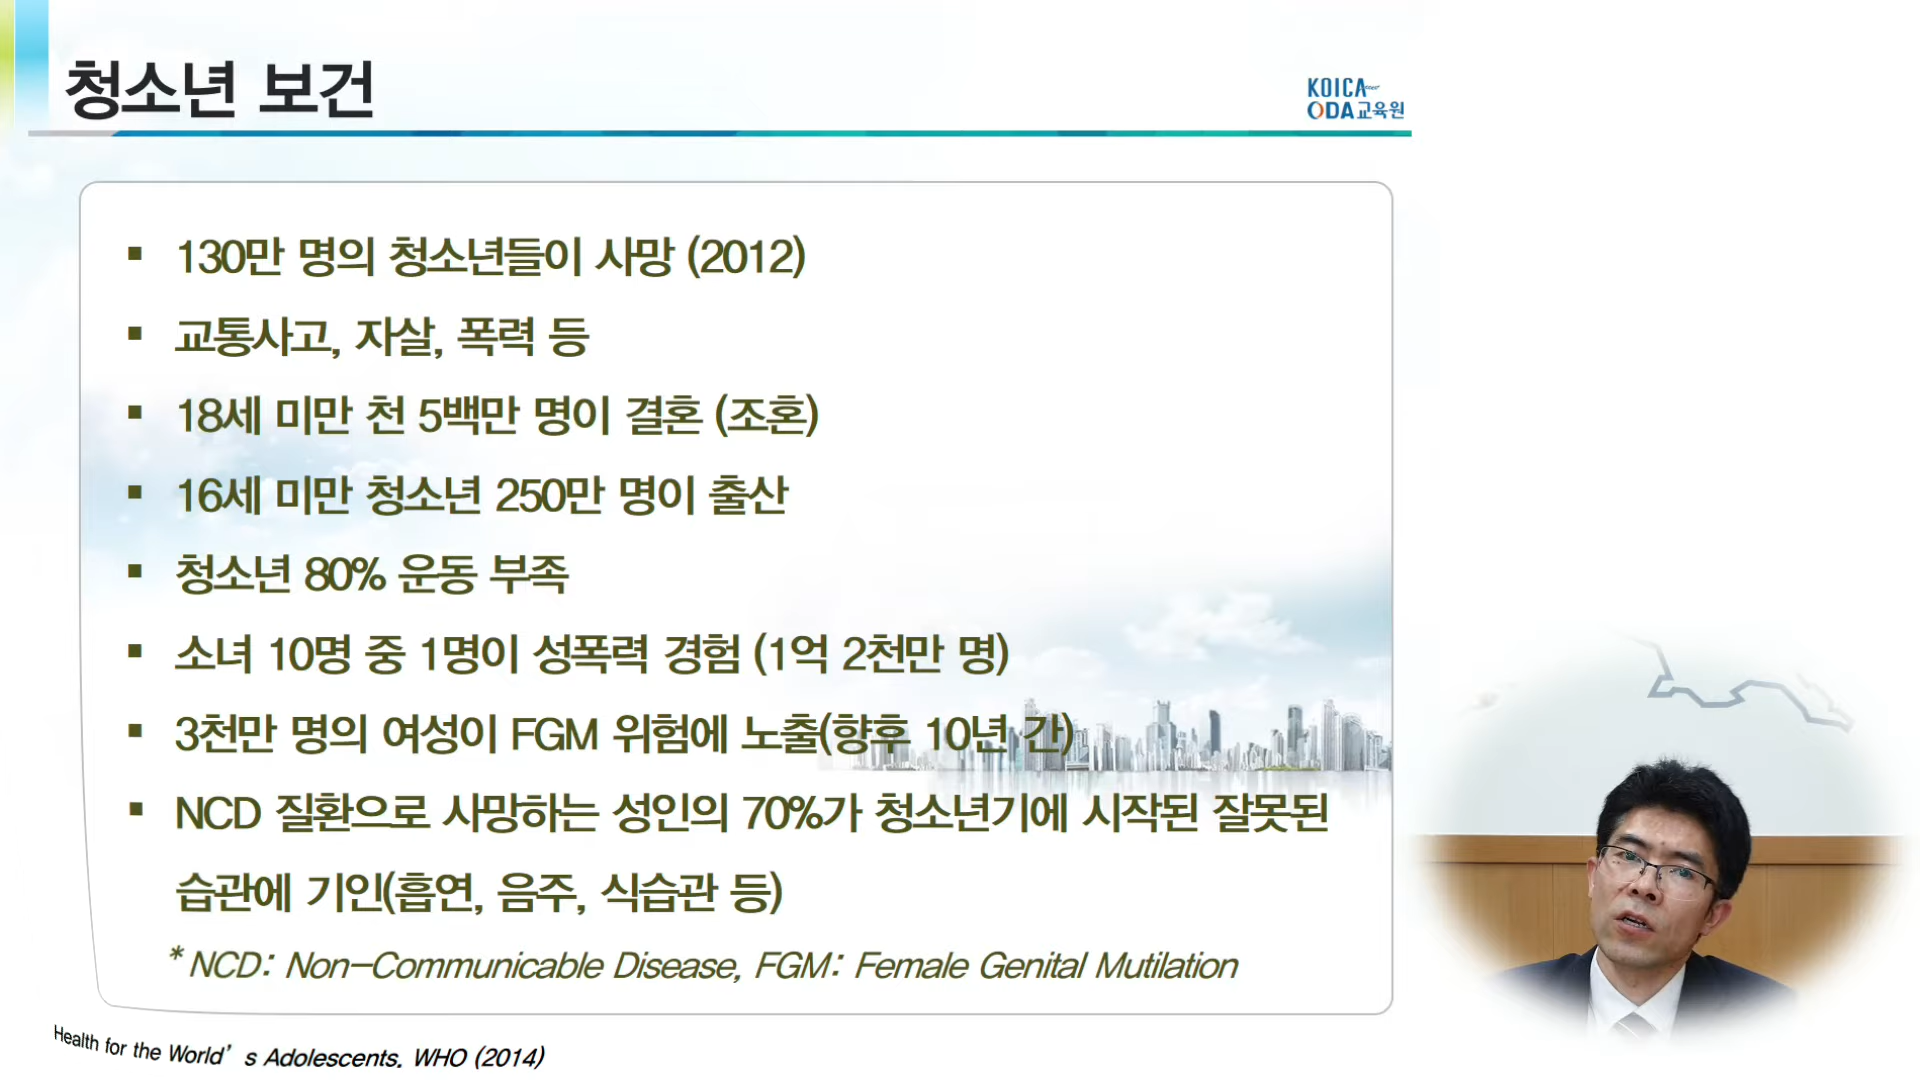 청소년 보건
KOICA
ODA교육원
▪ 130만 명의 청소년들이 사망 (2012)
▪ 교통사고, 자살, 폭력 등
▪ 18세 미만 천 5백만 명이 결혼 (조혼)
▪ 16세 미만 청소년 250만 명이 출산
▪ 청소년 80% 운동 부족
▪ 소녀 10명 중 1명이 성폭력 경험 (1억 2천만 명)
▪ 3천만 명의 여성이 FGM 위험에 노출(향후 10년 간)
▪ NCD 질환으로 사망하는 성인의 70%가 청소년기에 시작된 잘못된
습관에 기인(흡연, 음주, 식습관 등)
* NCD: Non-Communicable Disease, FGM: Female Genital Mutilation
Health for the World’s Adolescents. WHO (2014)